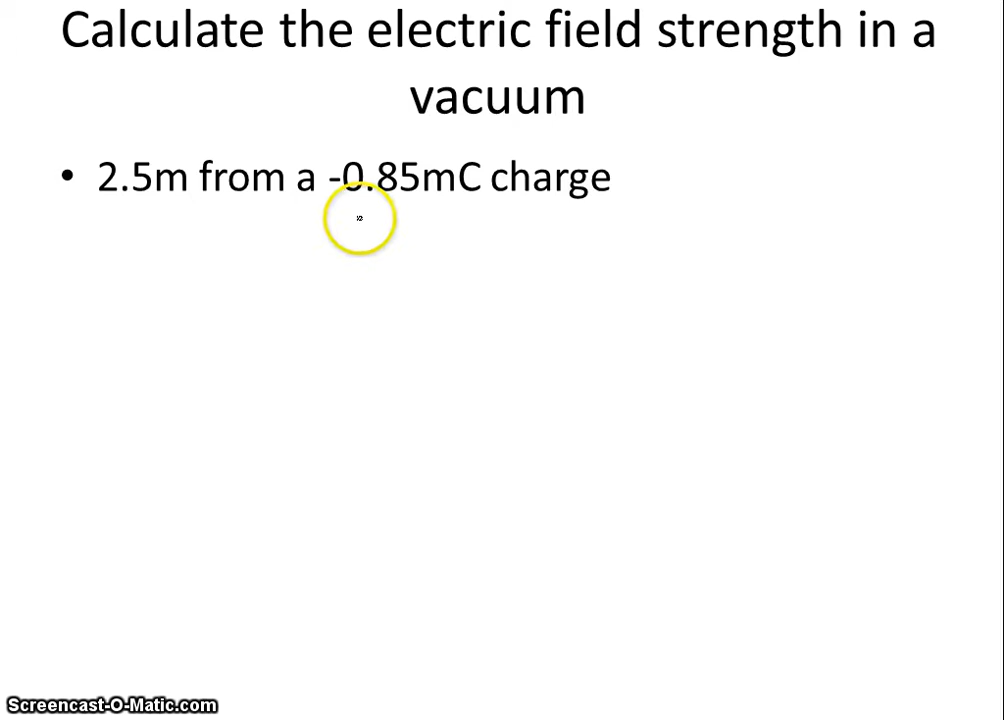 Calculate the electric field strength in a
vacuum
• 2.5m from a -0.85mC charge
Screencast-O-Matic.com